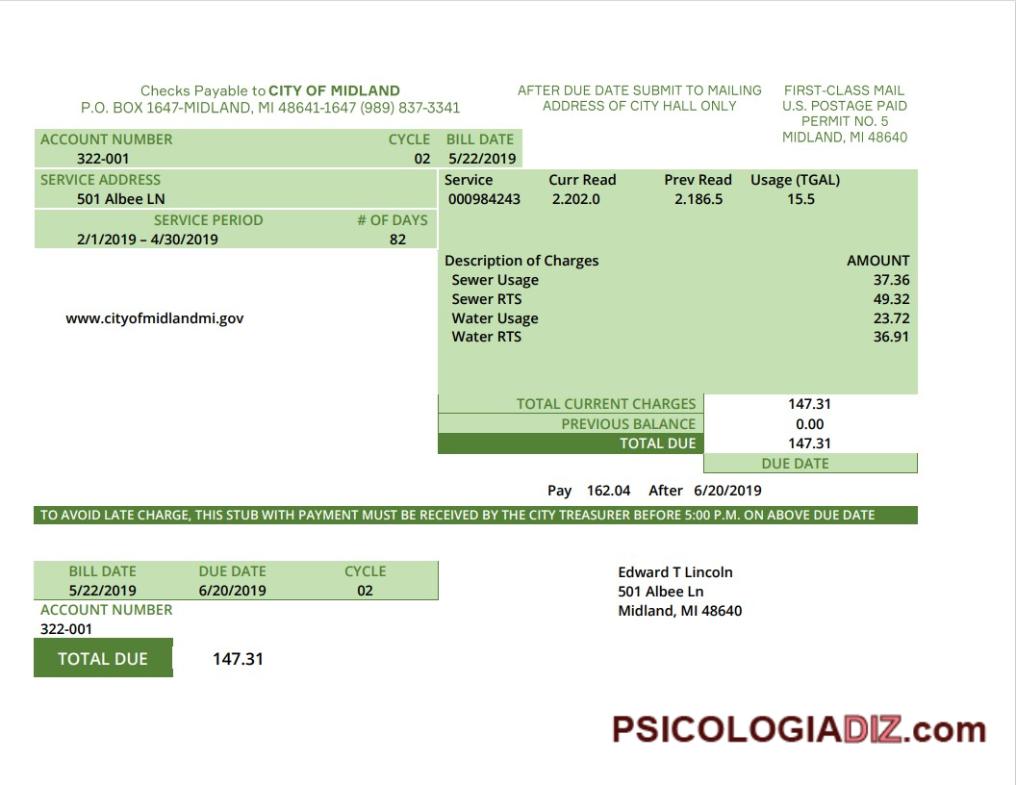 Checks Payable to CITY OF MIDLAND
P.O. BOX 1647-MIDLAND, MI 48641-1647 (989) 837-3341
AFTER DUE DATE SUBMIT TO MAILING
ADDRESS OF CITY HALL ONLY
FIRST-CLASS MAIL
U.S. POSTAGE PAID
PERMIT NO. 5
MIDLAND, MI 48640
ACCOUNT NUMBER CYCLE BILL DATE
322-001 02 5/22/2019
SERVICE ADDRESS
501 Albee LN
SERVICE PERIOD # OF DAYS
2/1/2019 – 4/30/2019 82
Service Curr Read Prev Read Usage (TGAL)
000984243 2.202.0 2.186.5 15.5
Description of Charges AMOUNT
Sewer Usage 37.36
Sewer RTS 49.32
Water Usage 23.72
Water RTS 36.91
www.cityofmidlandmi.gov
TOTAL CURRENT CHARGES 147.31
PREVIOUS BALANCE 0.00
TOTAL DUE 147.31
DUE DATE
Pay 162.04 After 6/20/2019
TO AVOID LATE CHARGE, THIS STUB WITH PAYMENT MUST BE RECEIVED BY THE CITY TREASURER BEFORE 5:00 P.M. ON ABOVE DUE DATE
BILL DATE DUE DATE CYCLE
5/22/2019 6/20/2019 02
ACCOUNT NUMBER
322-001
TOTAL DUE 147.31
Edward T Lincoln
501 Albee Ln
Midland, MI 48640
PSICOLOGIADIZ.com